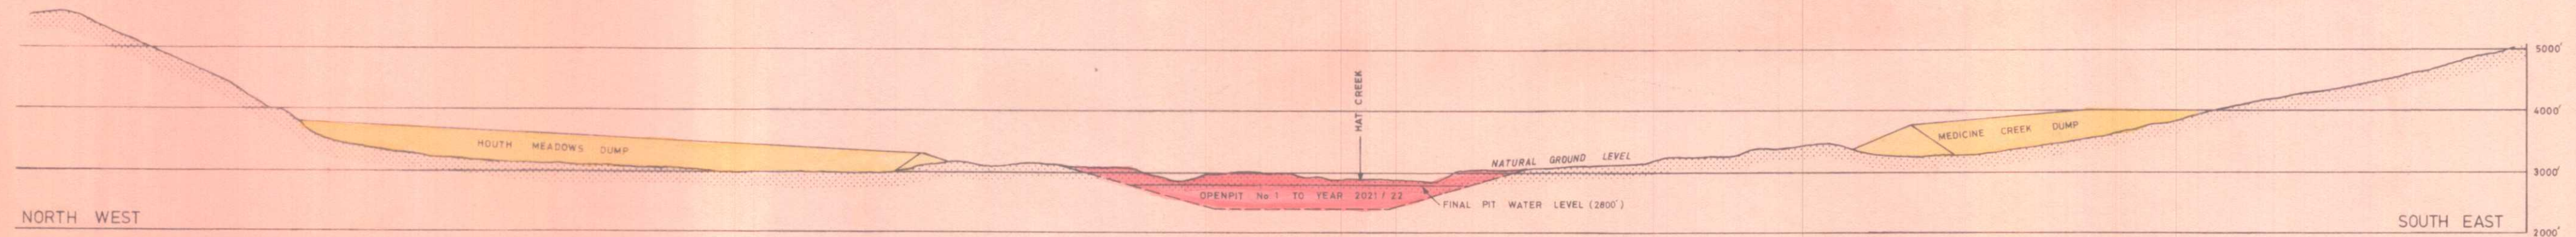 5000'
HAT CREEK
4000'
MEDICINE CREEK DUMP
HOUTH MEADOWS DUMP
NATURAL GROUND LEVEL
3000'
OPENPIT No 1 TO YEAR 2021/22
FINAL PIT WATER LEVEL (2800')
NORTH WEST
SOUTH EAST
2000'